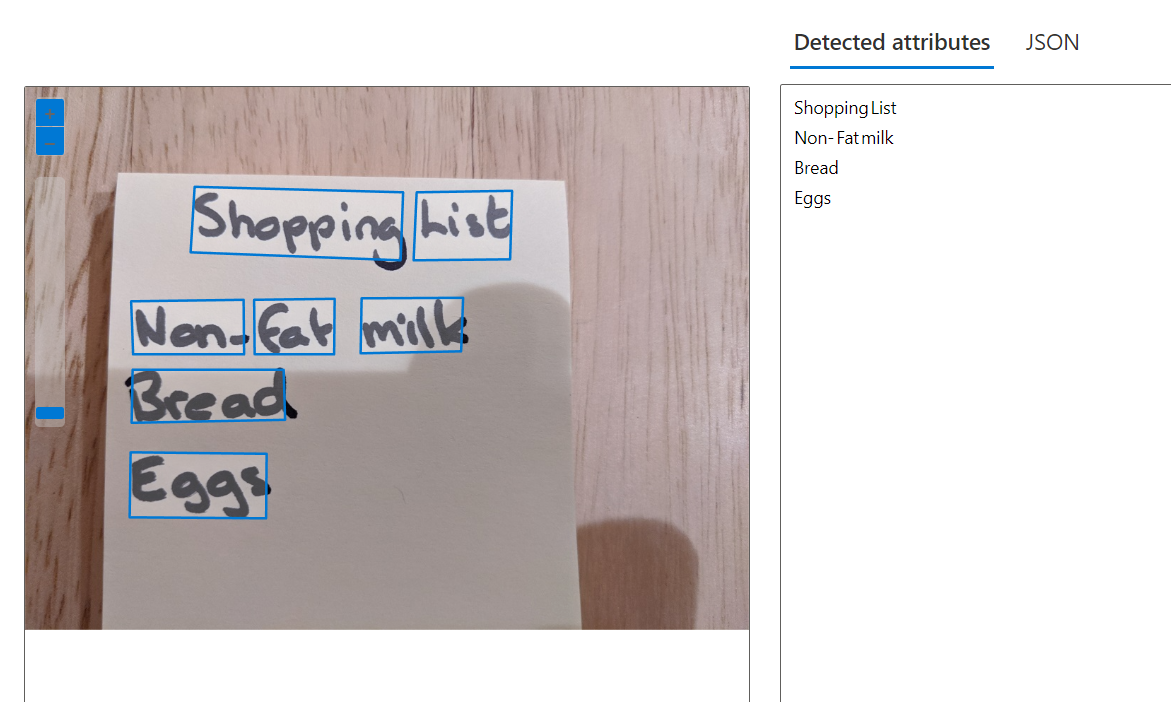 Detected attributes JSON
Shopping List
Non-Fat milk
Bread
Eggs
+
-
Shopping List
Non-Fat milk
Bread
Eggs